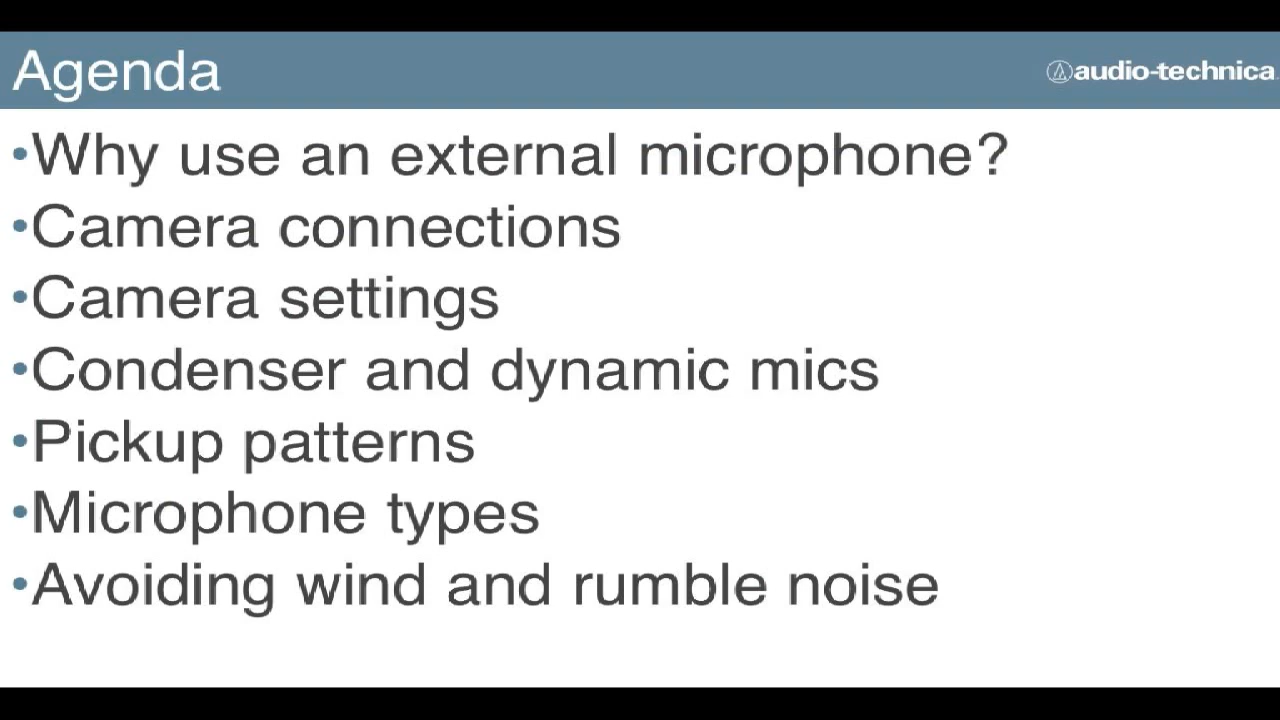 Agenda
audio-technica
•Why use an external microphone?
•Camera connections
•Camera settings
•Condenser and dynamic mics
•Pickup patterns
•Microphone types
•Avoiding wind and rumble noise